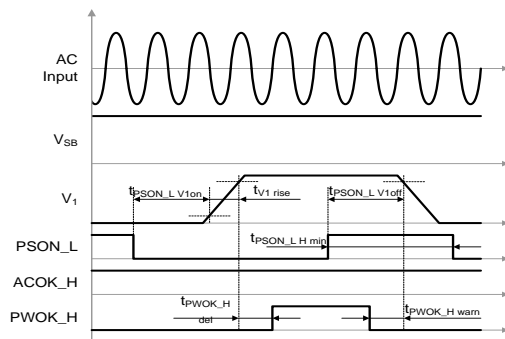 AC
Input
VSB
tPSON_L V1on
tV1 rise
tPSON_L V1off
V1
PSON_L
tPSON_L H min
ACOK_H
tPWOK_H
del
tPWOK_H warn
PWOK_H